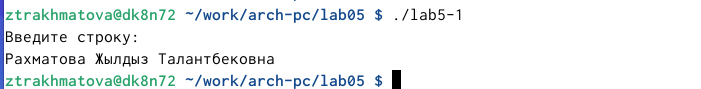 ztrakhmatova@dk8n72 ~/work/arch-pc/lab05 $ ./lab5-1
Введите строку:
Рахматова Жылдыз Талантбековна
ztrakhmatova@dk8n72 ~/work/arch-pc/lab05 $